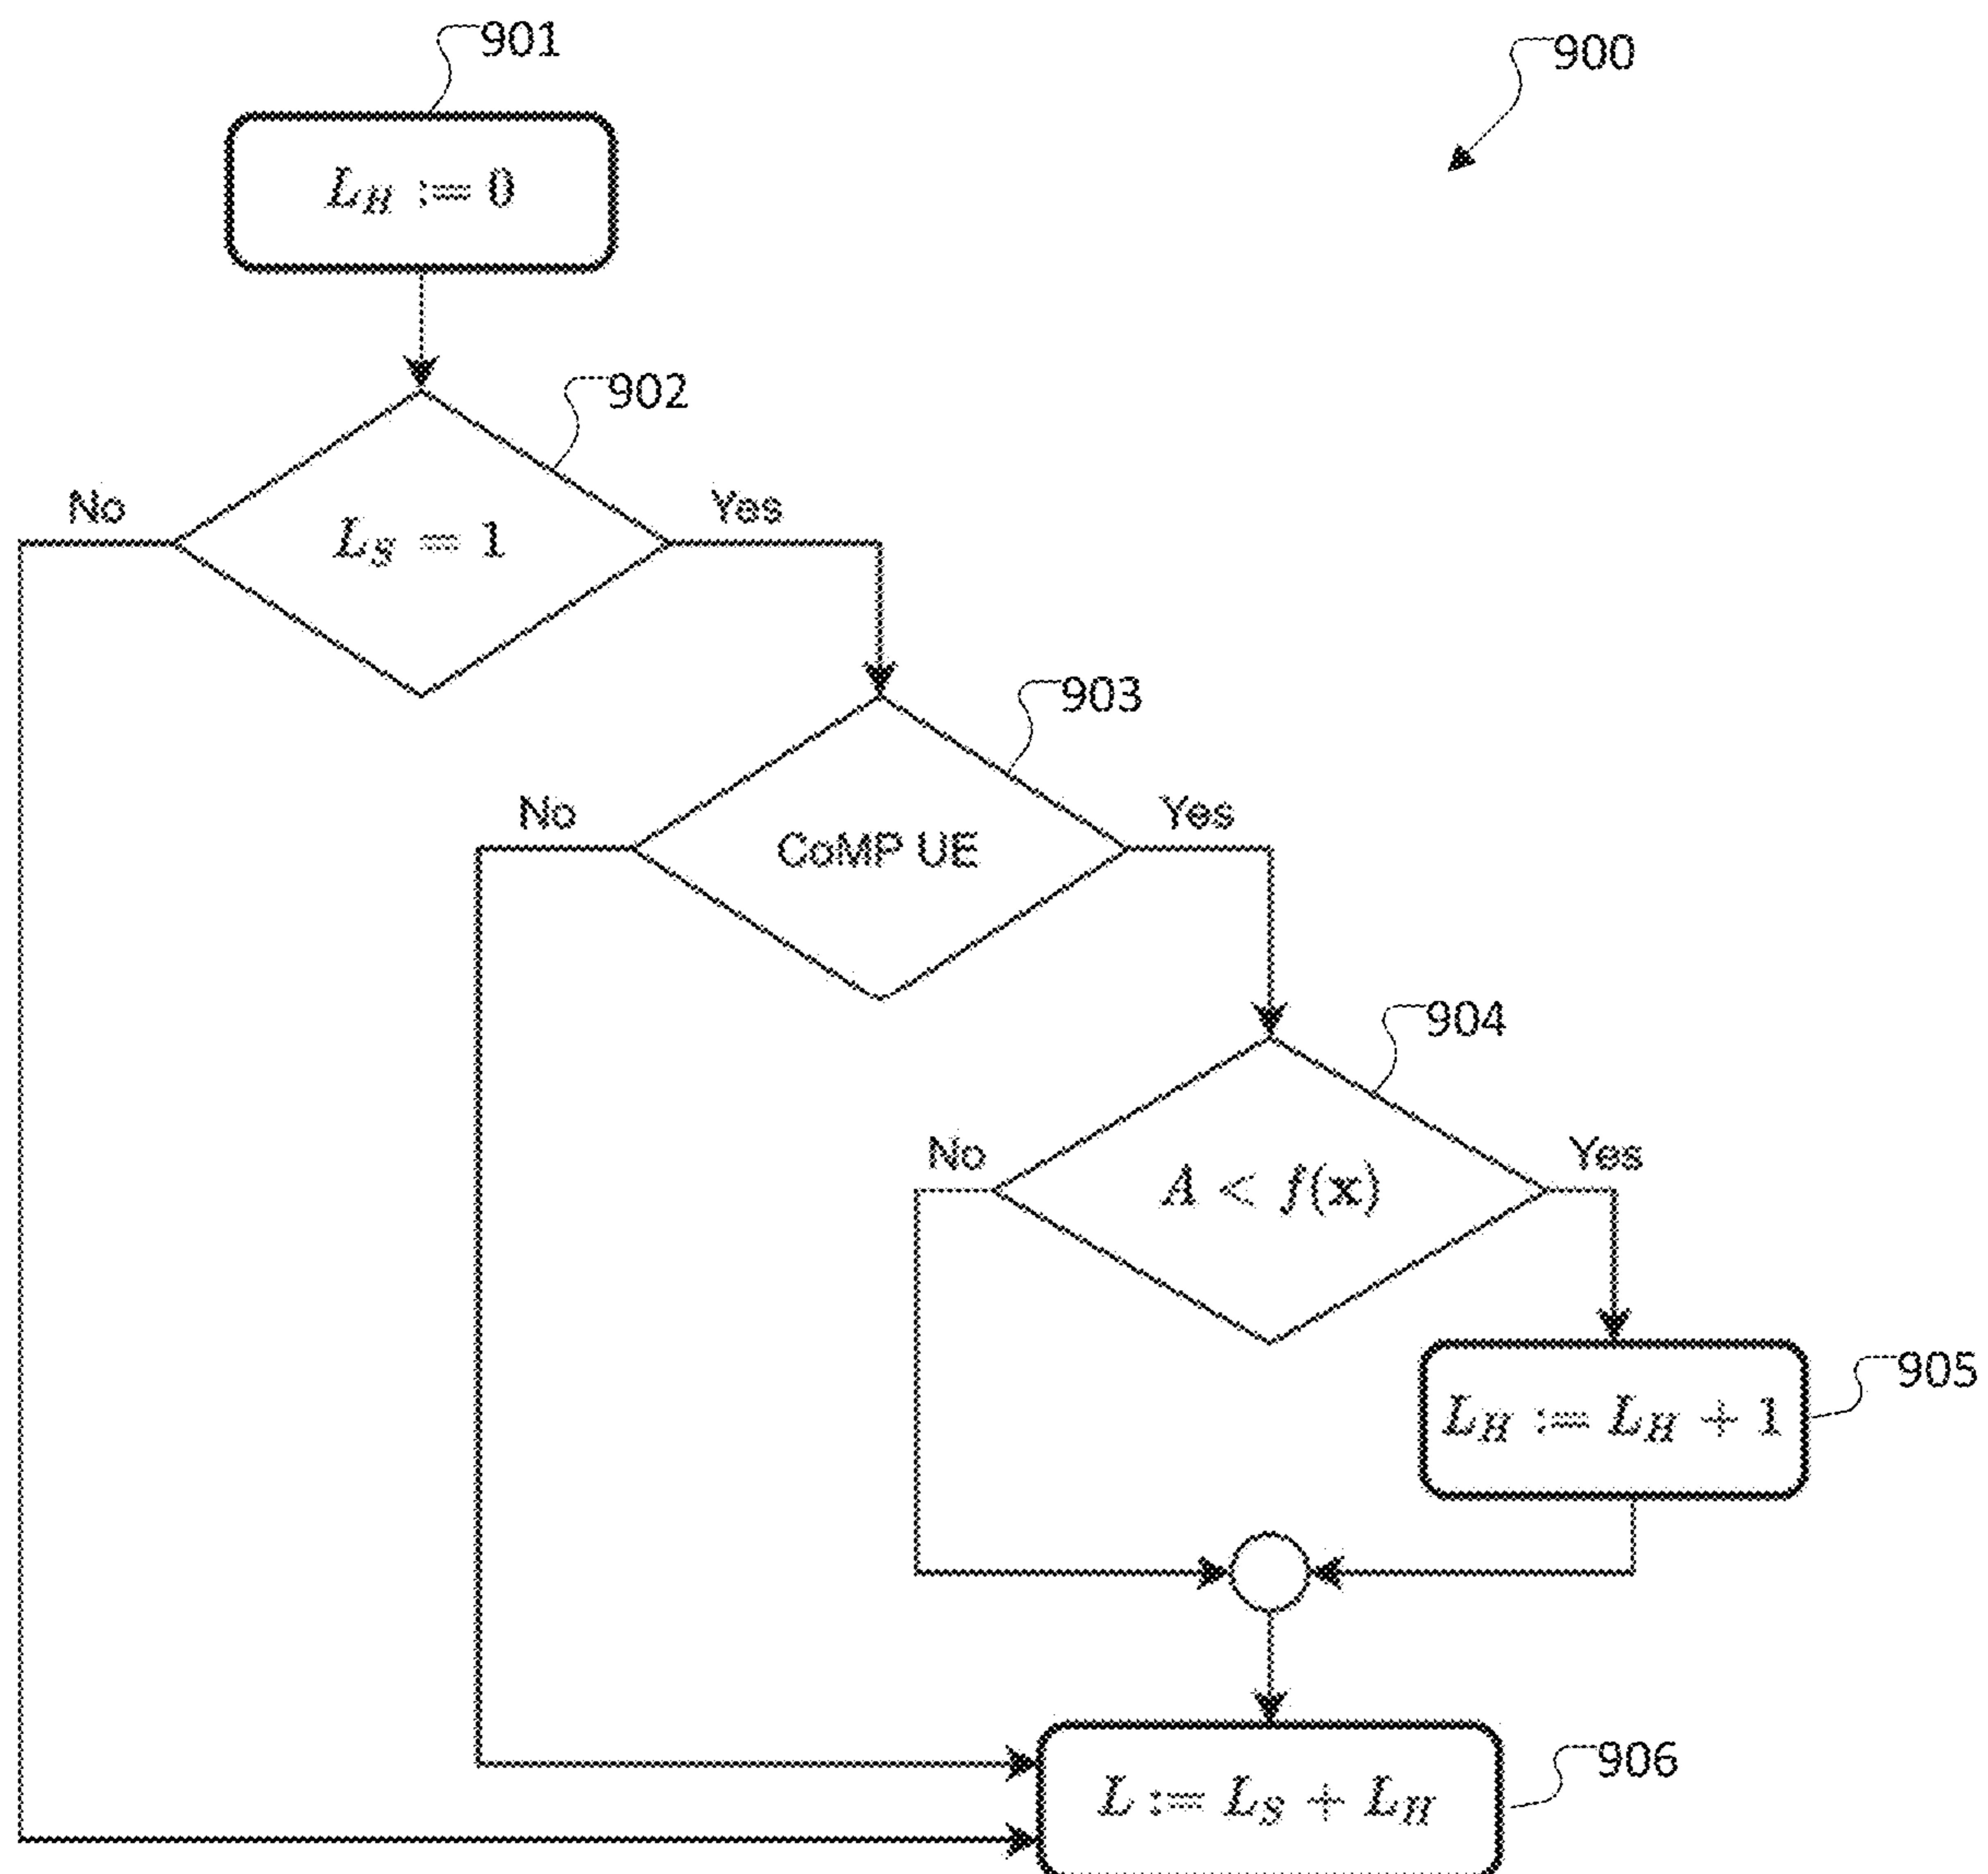 901
900
L_H := 0
902
No
Yes
L_S = 1
903
No
Yes
CoMP UE
904
No
Yes
A < f(x)
905
L_H := L_H + 1
906
L := L_S + L_H